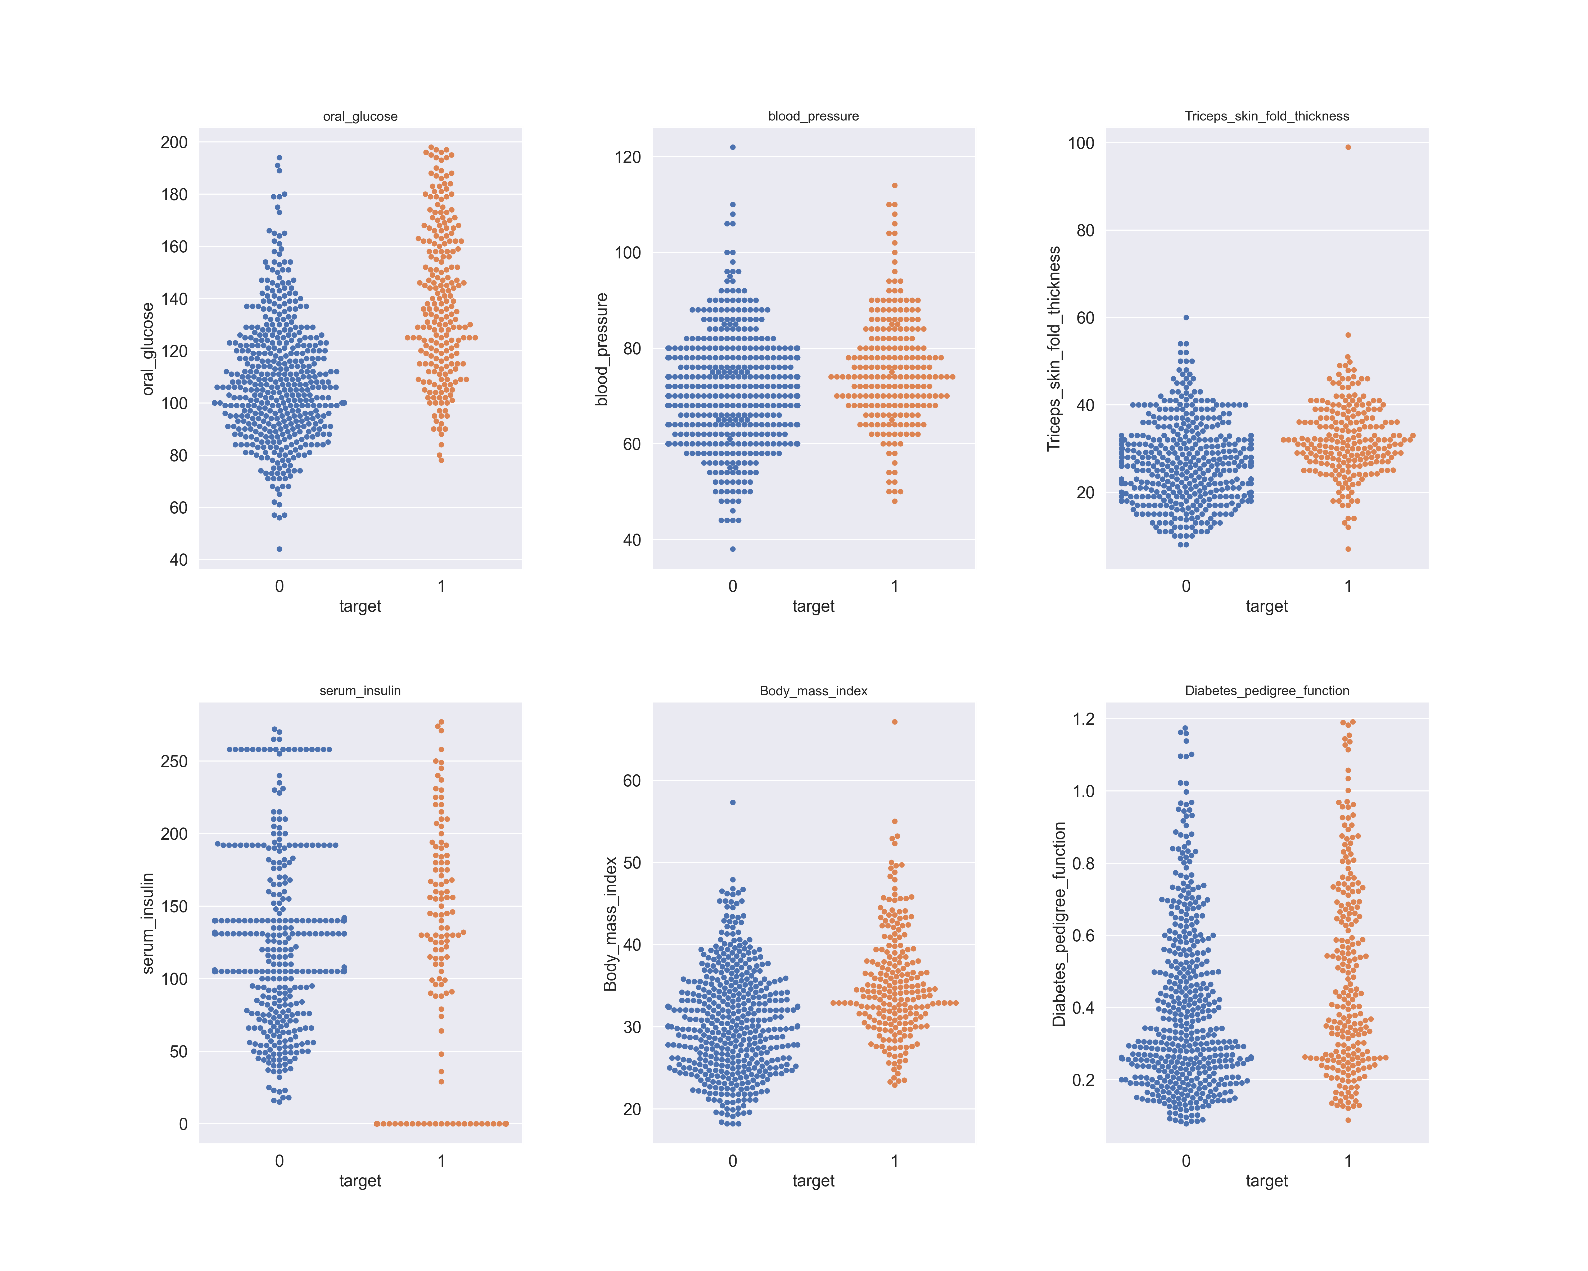 oral_glucose
200
180
160
140
120
100
80
60
40
oral_glucose
0
1
target
blood_pressure
120
100
80
60
40
blood_pressure
0
1
target
Triceps_skin_fold_thickness
100
80
60
40
20
Triceps_skin_fold_thickness
0
1
target
serum_insulin
250
200
150
100
50
0
serum_insulin
0
1
target
Body_mass_index
60
50
40
30
20
Body_mass_index
0
1
target
Diabetes_pedigree_function
1.2
1.0
0.8
0.6
0.4
0.2
Diabetes_pedigree_function
0
1
target